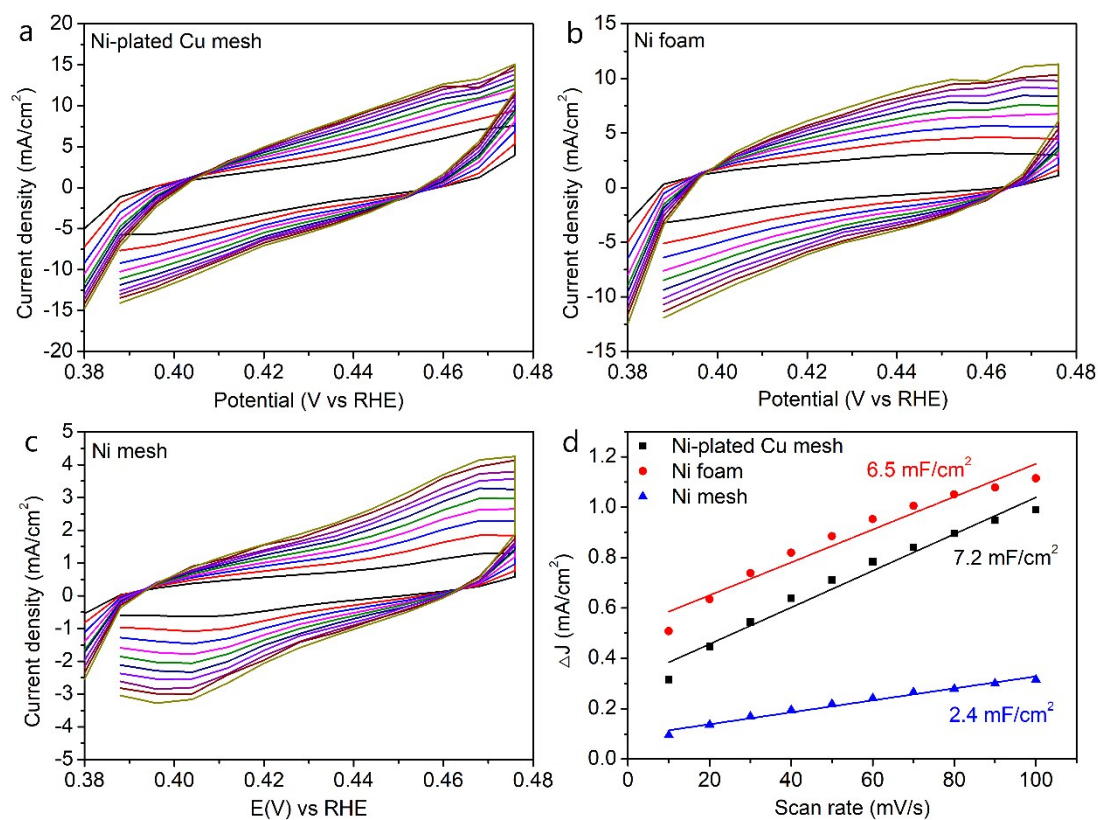 a
Ni-plated Cu mesh
20
15
10
5
0
-5
-10
-15
-20
Current density (mA/cm²)
0.38 0.40 0.42 0.44 0.46 0.48
Potential (V vs RHE)
b
Ni foam
15
10
5
0
-5
-10
-15
Current density (mA/cm²)
0.38 0.40 0.42 0.44 0.46 0.48
Potential (V vs RHE)
c
Ni mesh
5
4
3
2
1
0
-1
-2
-3
-4
-5
Current density (mA/cm²)
0.38 0.40 0.42 0.44 0.46 0.48
E(V) vs RHE
d
Ni-plated Cu mesh
Ni foam
Ni mesh
6.5 mF/cm²
7.2 mF/cm²
2.4 mF/cm²
1.2
1.0
0.8
0.6
0.4
0.2
0.0
△J (mA/cm²)
0 20 40 60 80 100
Scan rate (mV/s)